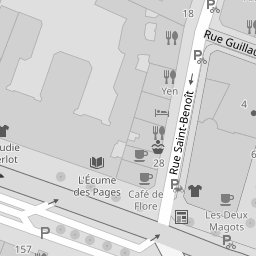 18
Rue Guillau
Yen
4
Rue Saint-Benoît
udie
erlot
28
L'Écume
des Pages
Café de
Flore
Les Deux
Magots
P
P
P
P
P
157